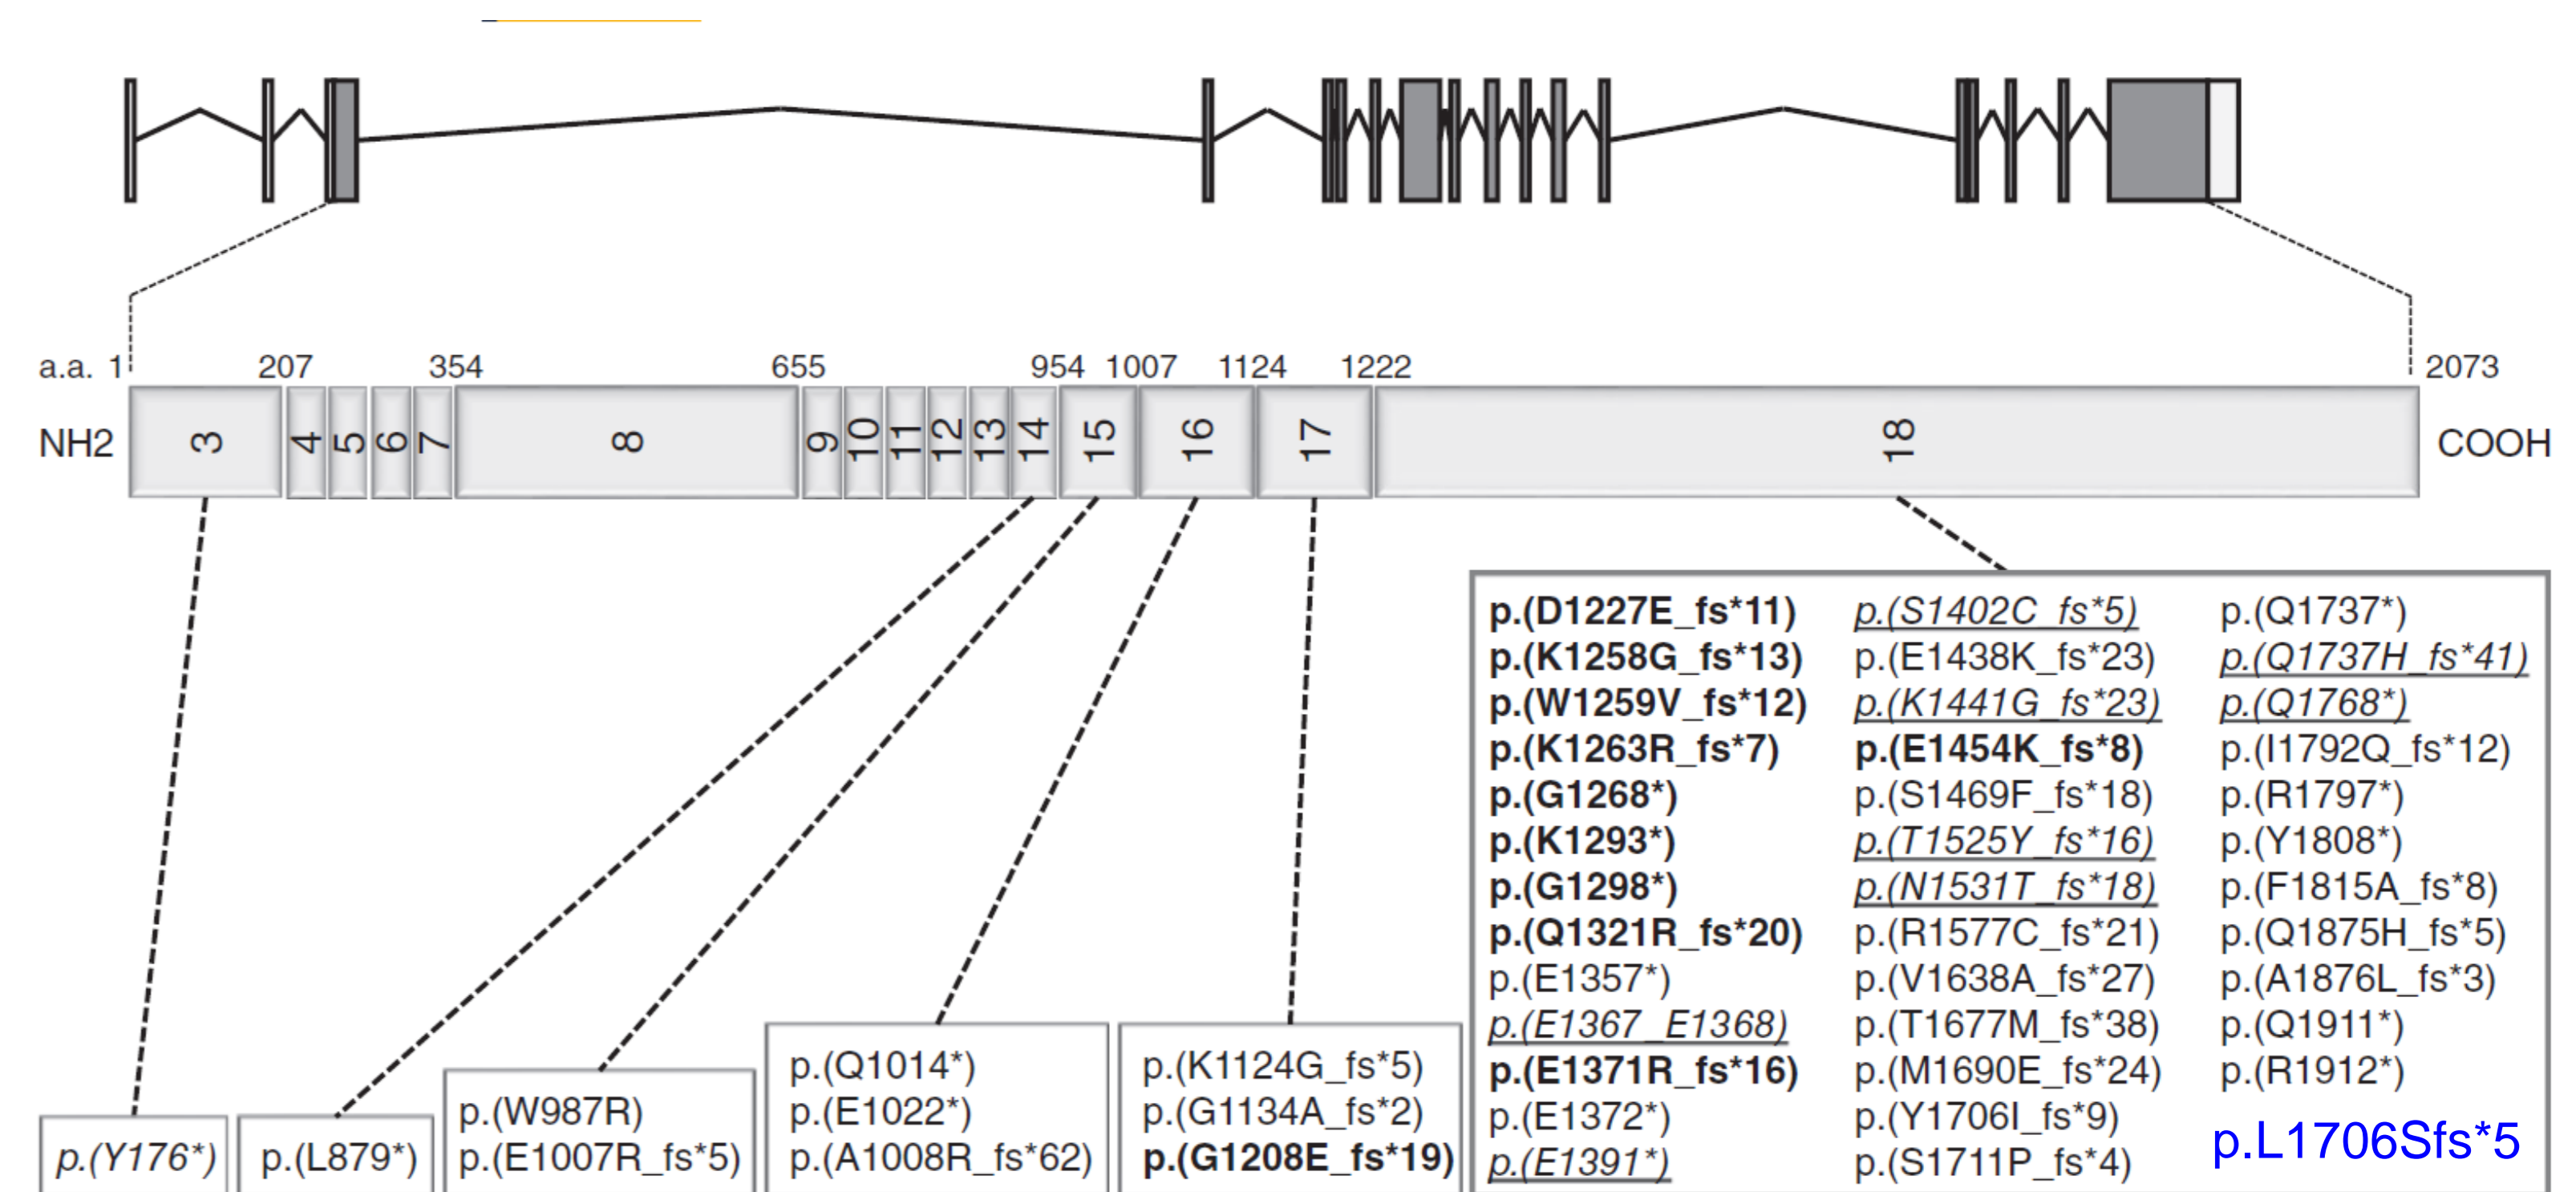 a.a. 1 207 354 655 954 1007 1124 1222 2073
NH2 3 4 5 6 7 8 9 10 11 12 13 14 15 16 17 18 COOH
p.(Y176*)
p.(L879*)
p.(W987R)
p.(E1007R_fs*5)
p.(Q1014*)
p.(E1022*)
p.(A1008R_fs*62)
p.(K1124G_fs*5)
p.(G1134A_fs*2)
p.(G1208E_fs*19)
p.(D1227E_fs*11)
p.(K1258G_fs*13)
p.(W1259V_fs*12)
p.(K1263R_fs*7)
p.(G1268*)
p.(K1293*)
p.(G1298*)
p.(Q1321R_fs*20)
p.(E1357*)
p.(E1367_E1368)
p.(E1371R_fs*16)
p.(E1372*)
p.(E1391*)
p.(S1402C_fs*5)
p.(E1438K_fs*23)
p.(K1441G_fs*23)
p.(E1454K_fs*8)
p.(S1469F_fs*18)
p.(T1525Y_fs*16)
p.(N1531T_fs*18)
p.(R1577C_fs*21)
p.(V1638A_fs*27)
p.(T1677M_fs*38)
p.(M1690E_fs*24)
p.(Y1706I_fs*9)
p.(S1711P_fs*4)
p.(Q1737*)
p.(Q1737H_fs*41)
p.(Q1768*)
p.(I1792Q_fs*12)
p.(R1797*)
p.(Y1808*)
p.(F1815A_fs*8)
p.(Q1875H_fs*5)
p.(A1876L_fs*3)
p.(Q1911*)
p.(R1912*)
p.L1706Sfs*5